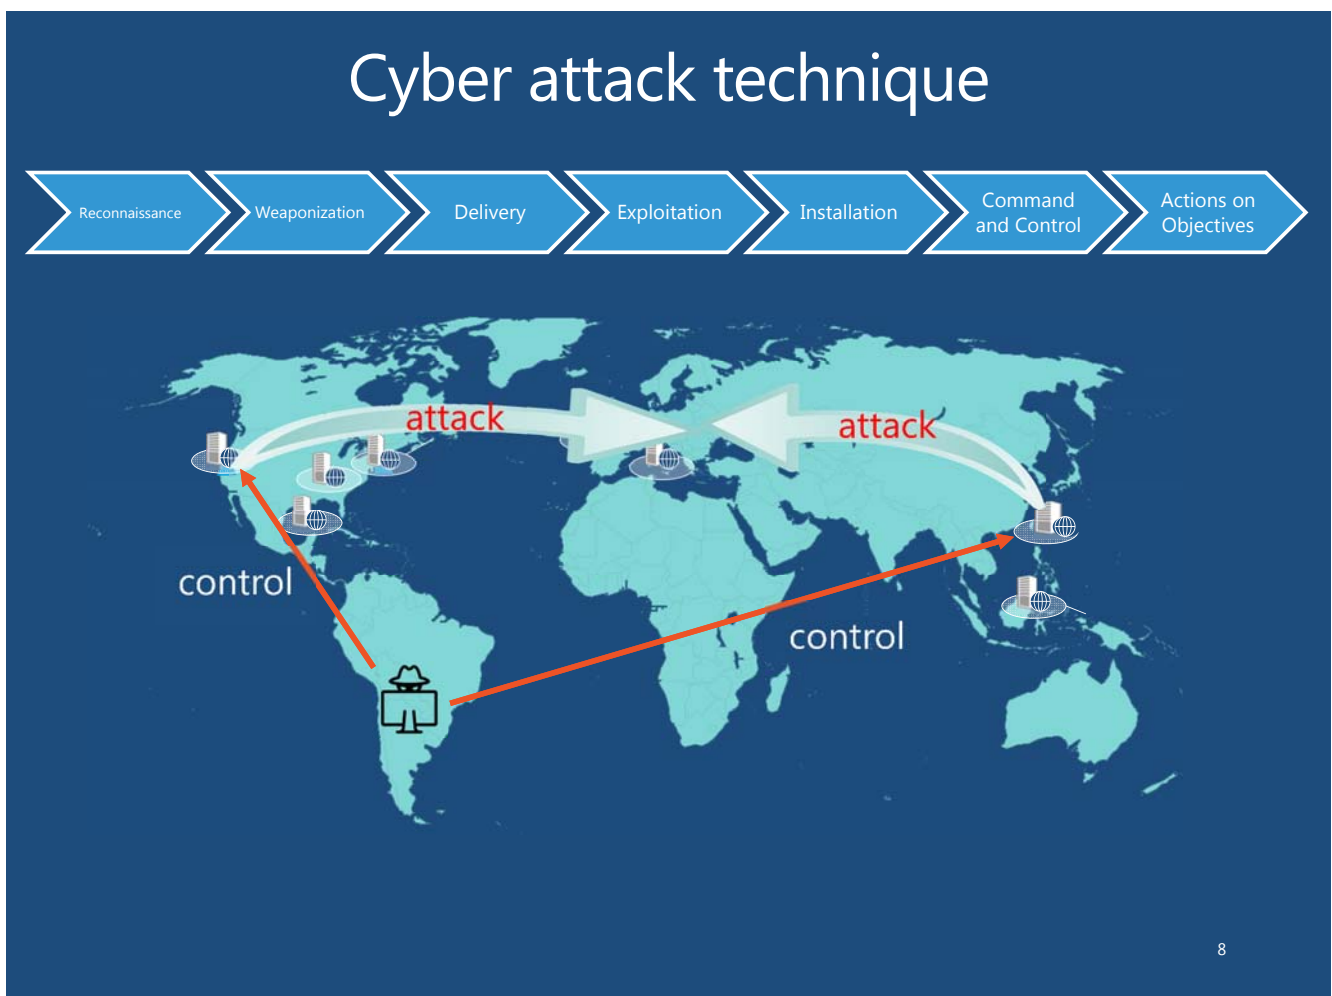 Cyber attack technique
Reconnaissance
Weaponization
Delivery
Exploitation
Installation
Command
and Control
Actions on
Objectives
attack
attack
control
control
8